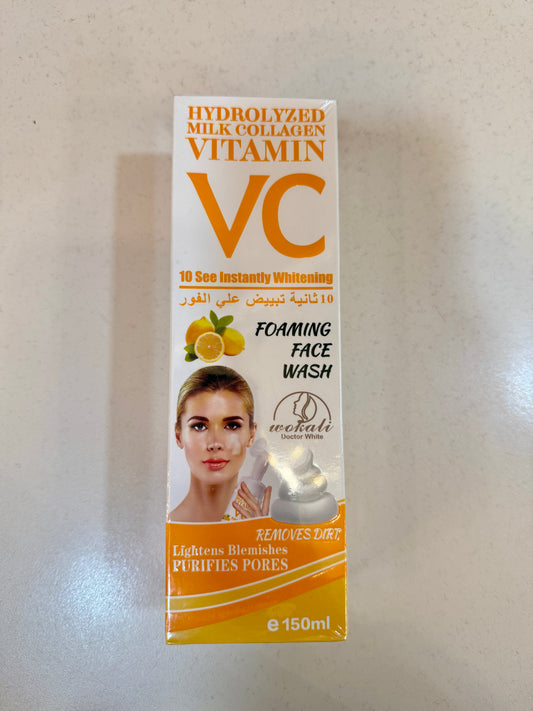 HYDROLYZED
MILK COLLAGEN
VITAMIN
VC
10 See Instantly Whitening
10 ثانية تبييض علي الفور
FOAMING
FACE
WASH
wokali
Doctor White
REMOVES DIRT,
Lightens Blemishes
PURIFIES PORES
e 150ml